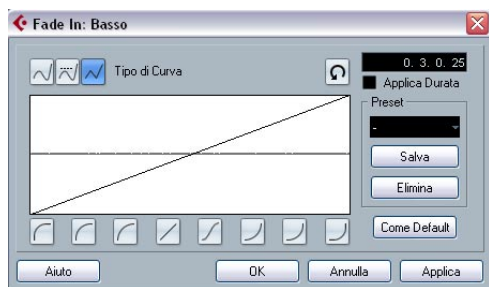 Fade In: Basso
Tipo di Curva
0. 3. 0. 25
Applica Durata
Preset
-
Salva
Elimina
Come Default
Aiuto
OK
Annulla
Applica